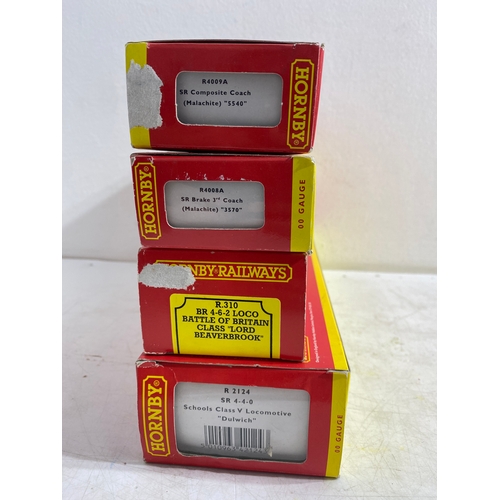 R4009A
SR Composite Coach
(Malachite) "5540"
HORNBY®
HORNBY®
R4008A
SR Brake 3rd Coach
(Malachite) "3570"
00 GAUGE
HORNBY RAILWAYS
R.310
BR 4-6-2 LOCO
BATTLE OF BRITAIN
CLASS "LORD
BEAVERBROOK"
HORNBY®
R 2124
SR 4-4-0
Schools Class V Locomotive
"Dulwich"
00 GAUGE